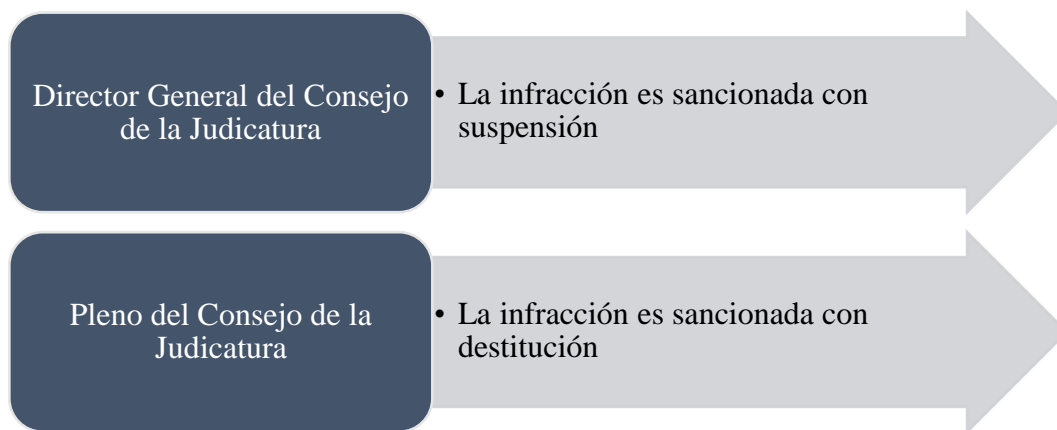 Director General del Consejo
de la Judicatura
• La infracción es sancionada con
suspensión
Pleno del Consejo de la
Judicatura
• La infracción es sancionada con
destitución